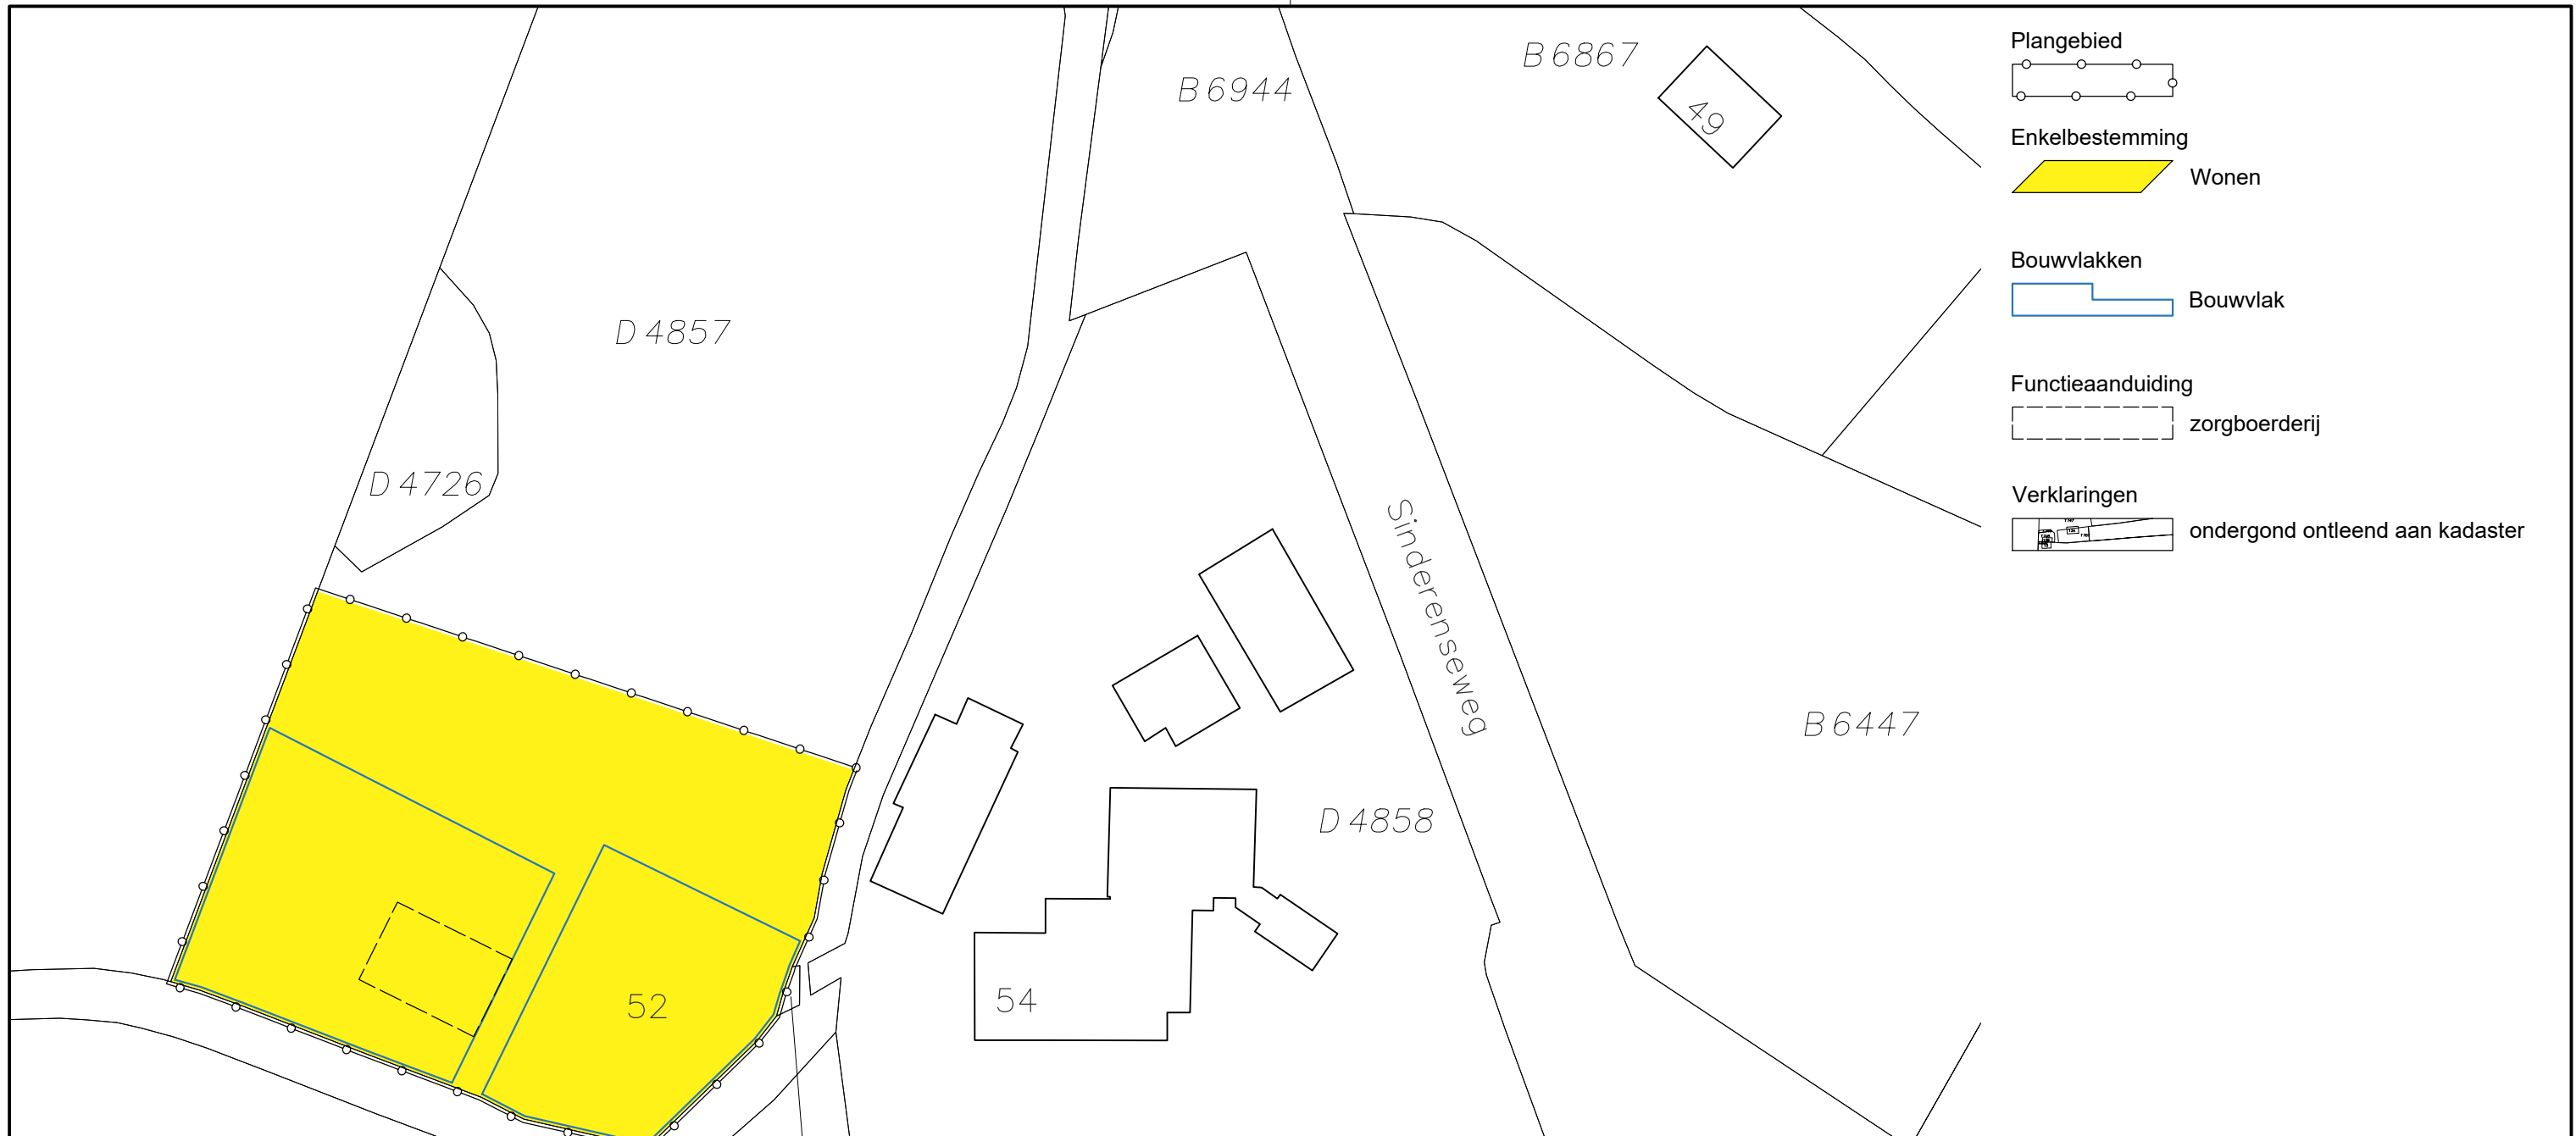 B 6867
B 6944
49
D 4857
D 4726
Sinderenseweg
B 6447
D 4858
52
54
Plangebied
Enkelbestemming
Wonen
Bouwvlakken
Bouwvlak
Functieaanduiding
zorgboerderij
Verklaringen
ondergond ontleend aan kadaster